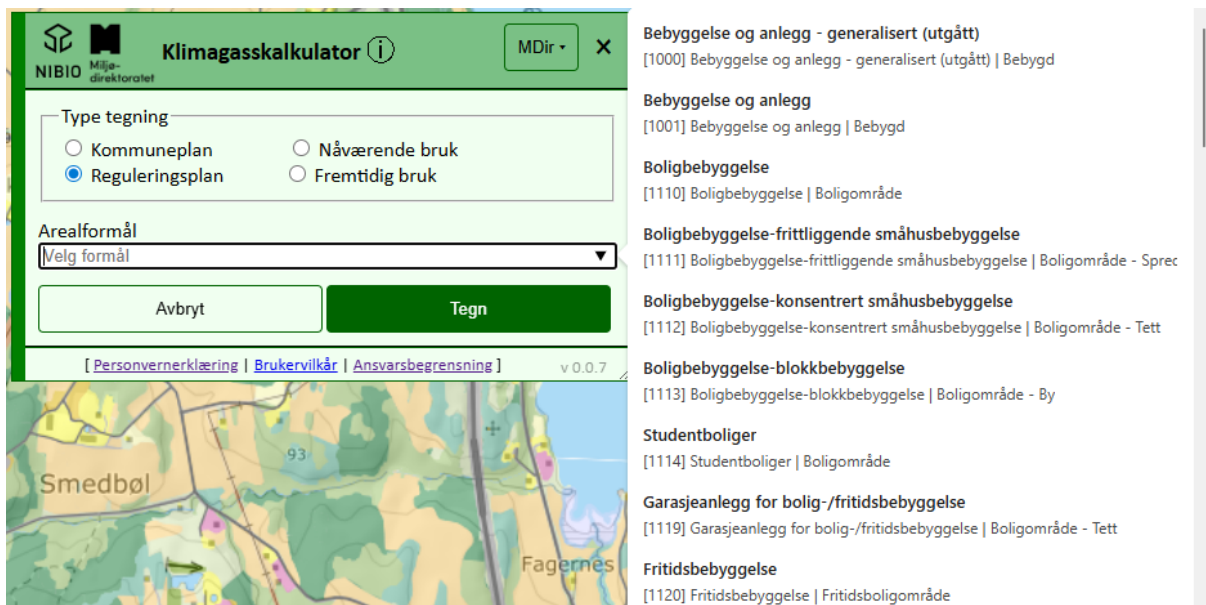 NIBIO
Miljø-
direktoratet
Klimagasskalkulator i
MDir
×
Type tegning
Kommuneplan
Nåværende bruk
Reguleringsplan
Fremtidig bruk
Arealformål
Velg formål
Avbryt
Tegn
[ Personvernerklæring | Brukervilkår | Ansvarsbegrensning ]
v 0.0.7
93
Smedbøl
Fagernes
Bebyggelse og anlegg - generalisert (utgått)
[1000] Bebyggelse og anlegg - generalisert (utgått) | Bebygd
Bebyggelse og anlegg
[1001] Bebyggelse og anlegg | Bebygd
Boligbebyggelse
[1110] Boligbebyggelse | Boligområde
Boligbebyggelse-frittliggende småhusbebyggelse
[1111] Boligbebyggelse-frittliggende småhusbebyggelse | Boligområde - Spred
Boligbebyggelse-konsentrert småhusbebyggelse
[1112] Boligbebyggelse-konsentrert småhusbebyggelse | Boligområde - Tett
Boligbebyggelse-blokkbebyggelse
[1113] Boligbebyggelse-blokkbebyggelse | Boligområde - By
Studentboliger
[1114] Studentboliger | Boligområde
Garasjeanlegg for bolig-/fritidsbebyggelse
[1119] Garasjeanlegg for bolig-/fritidsbebyggelse | Boligområde - Tett
Fritidsbebyggelse
[1120] Fritidsbebyggelse | Fritidsboligområde